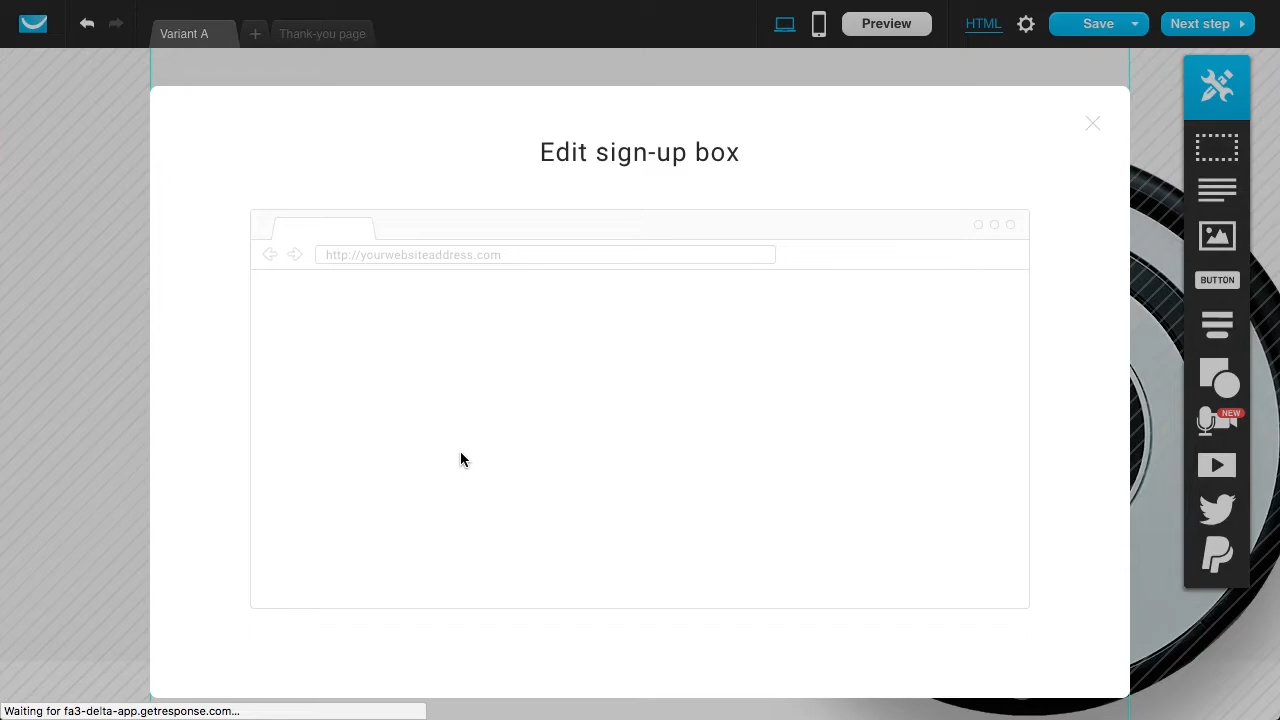 Variant A
+
Thank-you page
Preview
HTML
Save
Next step
Edit sign-up box
http://yourwebsiteaddress.com
BUTTON
NEW
Waiting for fa3-delta-app.getresponse.com...